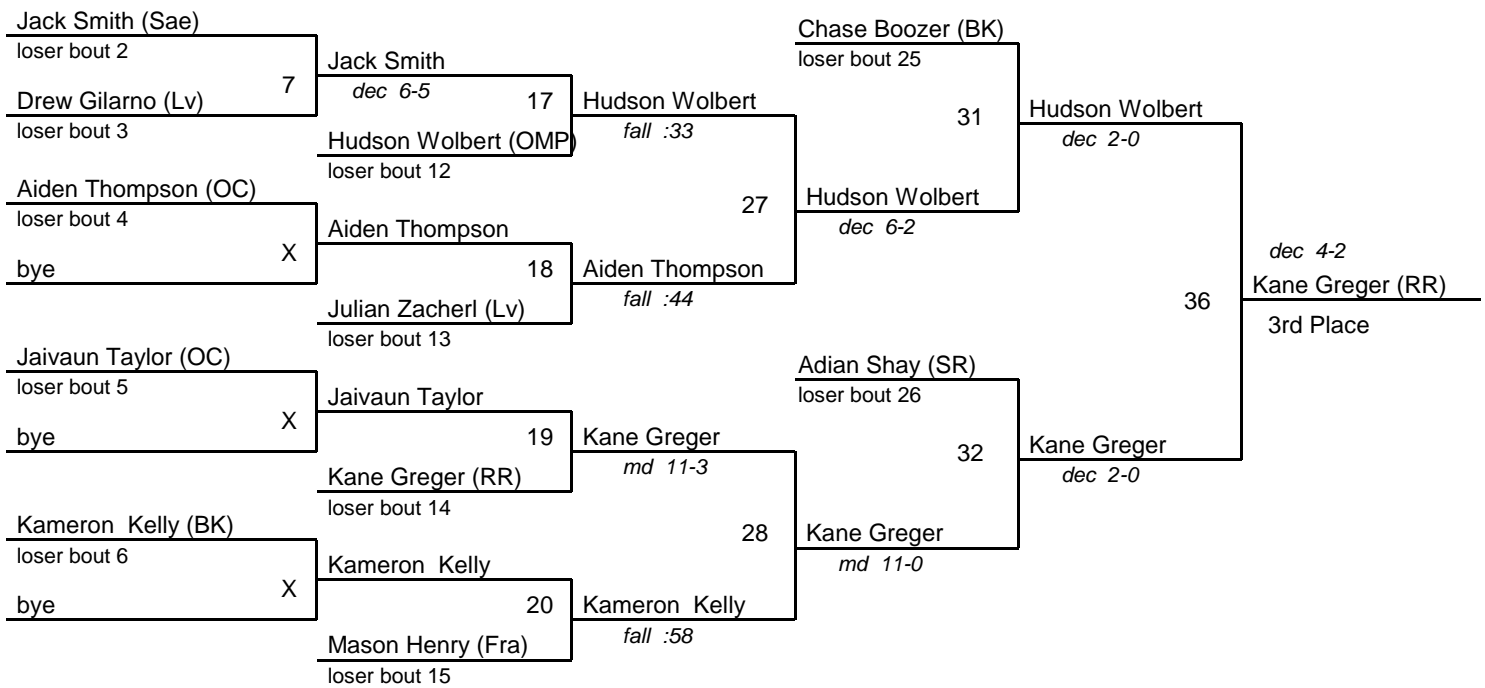 Jack Smith (Sae)
loser bout 2
7
Drew Gilarno (Lv)
loser bout 3
Aiden Thompson (OC)
loser bout 4
X
bye
Jaivaun Taylor (OC)
loser bout 5
X
bye
Kameron  Kelly (BK)
loser bout 6
X
bye
Jack Smith
dec  6-5
17
Hudson Wolbert (OMP)
loser bout 12
Aiden Thompson
18
Julian Zacherl (Lv)
loser bout 13
Jaivaun Taylor
19
Kane Greger (RR)
loser bout 14
Kameron  Kelly
20
Mason Henry (Fra)
loser bout 15
Hudson Wolbert
fall  :33
27
Aiden Thompson
fall  :44
Kane Greger
md  11-3
28
Kameron  Kelly
fall  :58
Chase Boozer (BK)
loser bout 25
31
Hudson Wolbert
dec  6-2
Adian Shay (SR)
loser bout 26
32
Kane Greger
md  11-0
Hudson Wolbert
dec  2-0
36
Kane Greger
dec  2-0
dec  4-2
Kane Greger (RR)
3rd Place